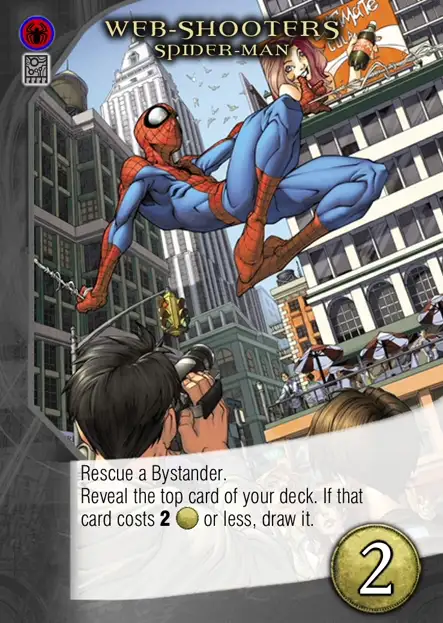 WEB-SHOOTERS
SPIDER-MAN
Rescue a Bystander.
Reveal the top card of your deck. If that
card costs 2 or less, draw it.
2